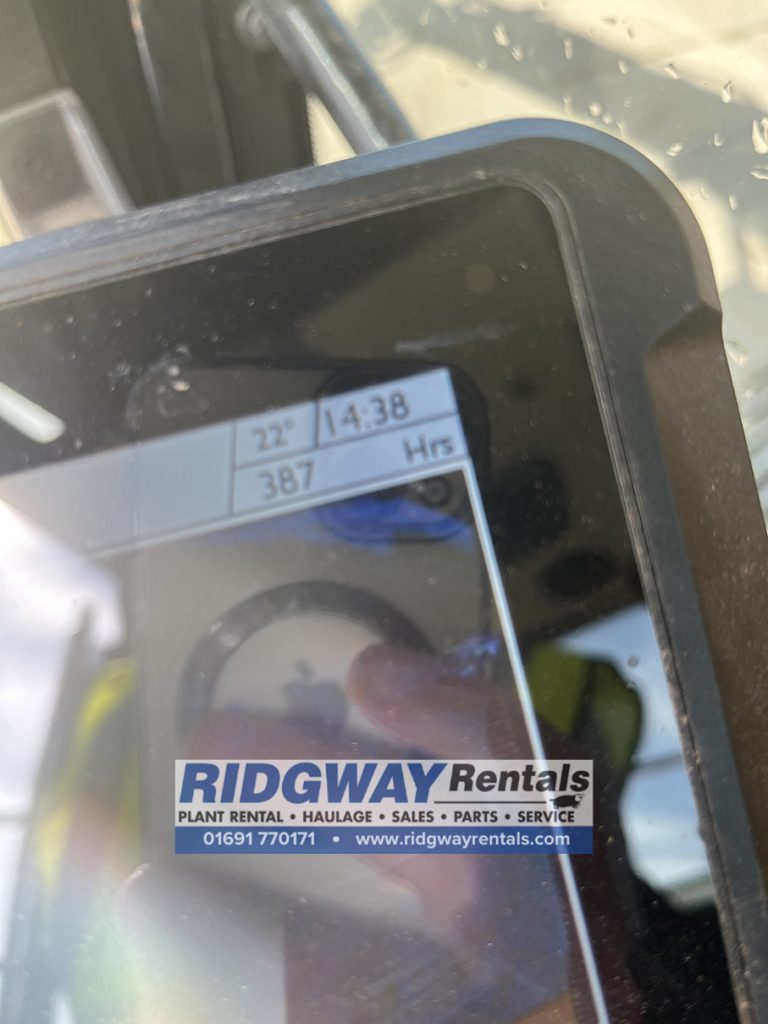 22° 14:38
387 Hrs
RIDGWAY Rentals
PLANT RENTAL • HAULAGE • SALES • PARTS • SERVICE
01691 770171 • www.ridgwayrentals.com